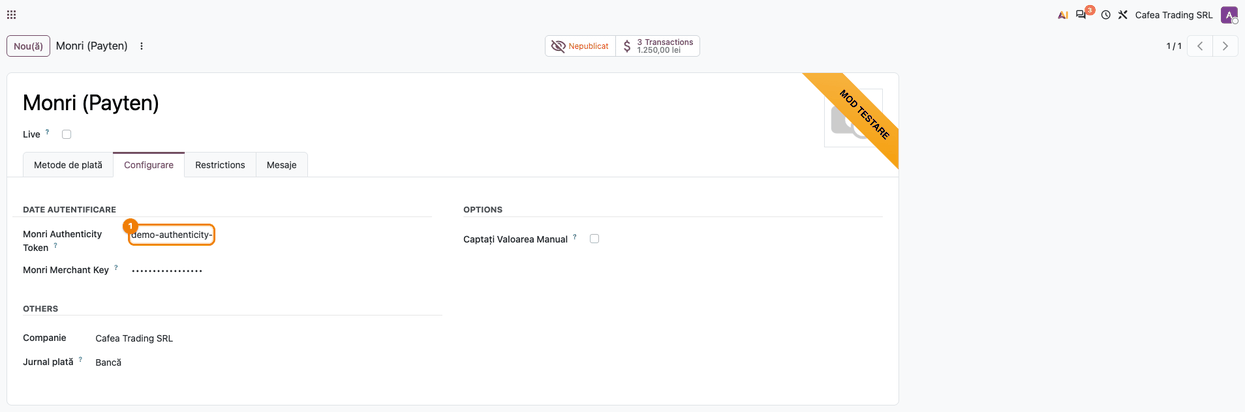 3
Cafea Trading SRL
A
Nou(ă)
Monri (Payten)
Nepublicat
$
3 Transactions
1.250,00 lei
1 / 1
Monri (Payten)
MOD TESTARE
Live ?
Metode de plată
Configurare
Restrictions
Mesaje
DATE AUTENTIFICARE
OPTIONS
1
Monri Authenticity
Token ?
demo-authenticity-
Captați Valoarea Manual ?
Monri Merchant Key ?
••••••••••••••••
OTHERS
Companie
Cafea Trading SRL
Jurnal plată ?
Bancă